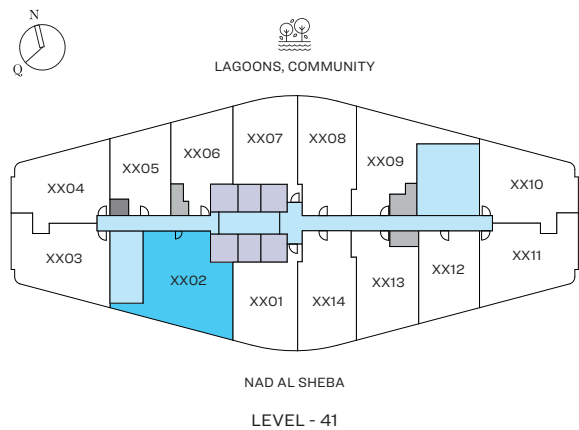 N
Q
LAGOONS, COMMUNITY
XX07 XX08
XX06 XX09
XX05
XX04 XX10
XX03 XX11
XX02 XX12
XX01 XX14 XX13
NAD AL SHEBA
LEVEL - 41